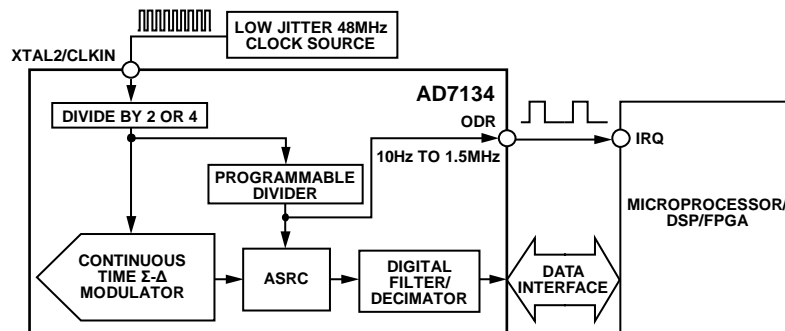 LOW JITTER 48MHz
CLOCK SOURCE
XTAL2/CLKIN
AD7134
DIVIDE BY 2 OR 4
ODR
10Hz TO 1.5MHz
IRQ
PROGRAMMABLE
DIVIDER
MICROPROCESSOR/
DSP/FPGA
CONTINUOUS
TIME Σ-Δ
MODULATOR
ASRC
DIGITAL
FILTER/
DECIMATOR
DATA
INTERFACE